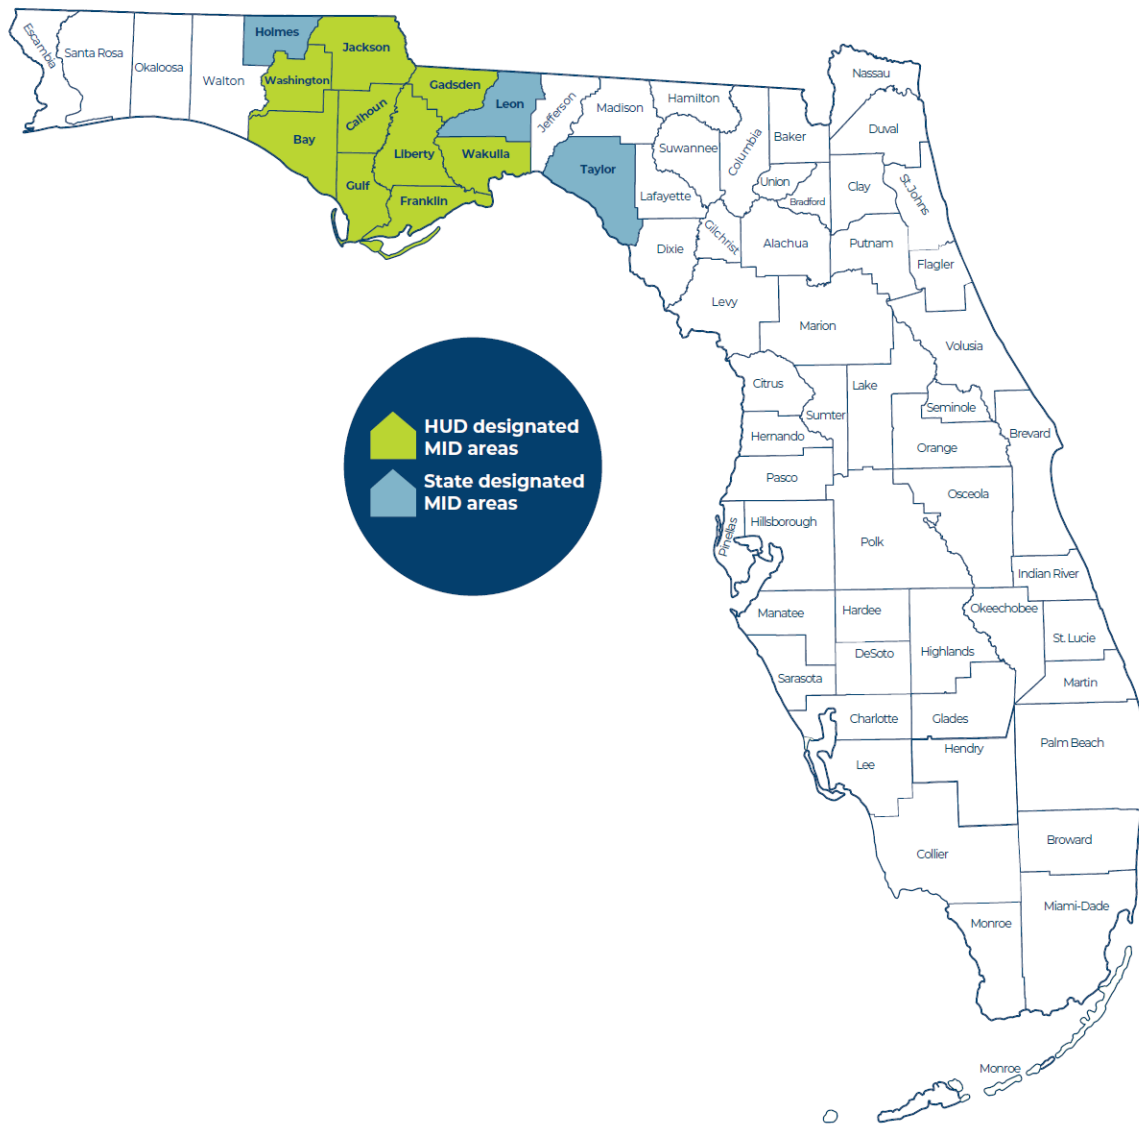 Escambia
Santa Rosa
Okaloosa
Walton
Holmes
Jackson
Washington
Bay
Calhoun
Gulf
Liberty
Gadsden
Franklin
Leon
Wakulla
Jefferson
Madison
Taylor
Hamilton
Suwannee
Lafayette
Dixie
Columbia
Gilchrist
Baker
Union
Bradford
Alachua
Levy
Nassau
Duval
Clay
St. Johns
Putnam
Flagler
Marion
Volusia
Citrus
Sumter
Lake
Seminole
Hernando
Orange
Brevard
Pasco
Osceola
Pinellas
Hillsborough
Polk
Indian River
Manatee
Hardee
Okeechobee
St. Lucie
DeSoto
Highlands
Sarasota
Martin
Charlotte
Glades
Palm Beach
Lee
Hendry
Collier
Broward
Miami-Dade
Monroe
Monroe
HUD designated
MID areas
State designated
MID areas